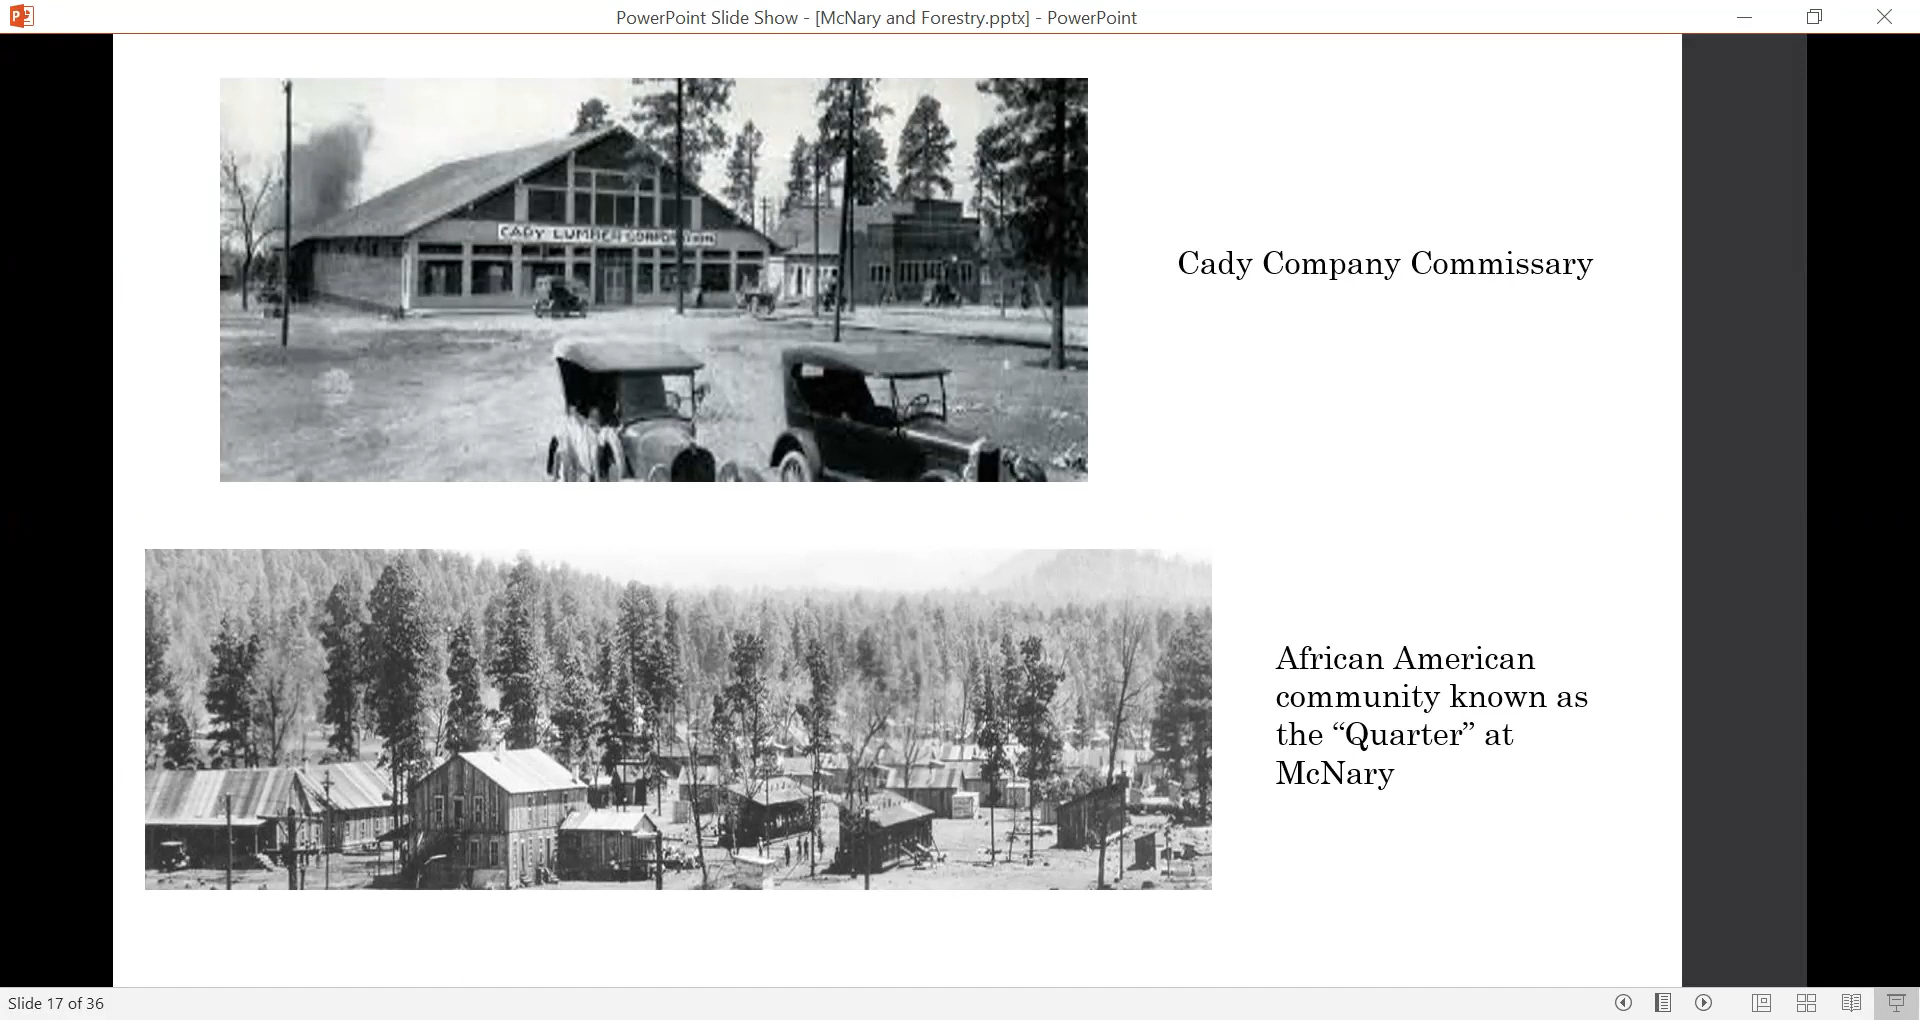 PowerPoint Slide Show - [McNary and Forestry.pptx] - PowerPoint
CADY LUMBER CORPORATION
Cady Company Commissary
African American
community known as
the “Quarter” at
McNary
Slide 17 of 36